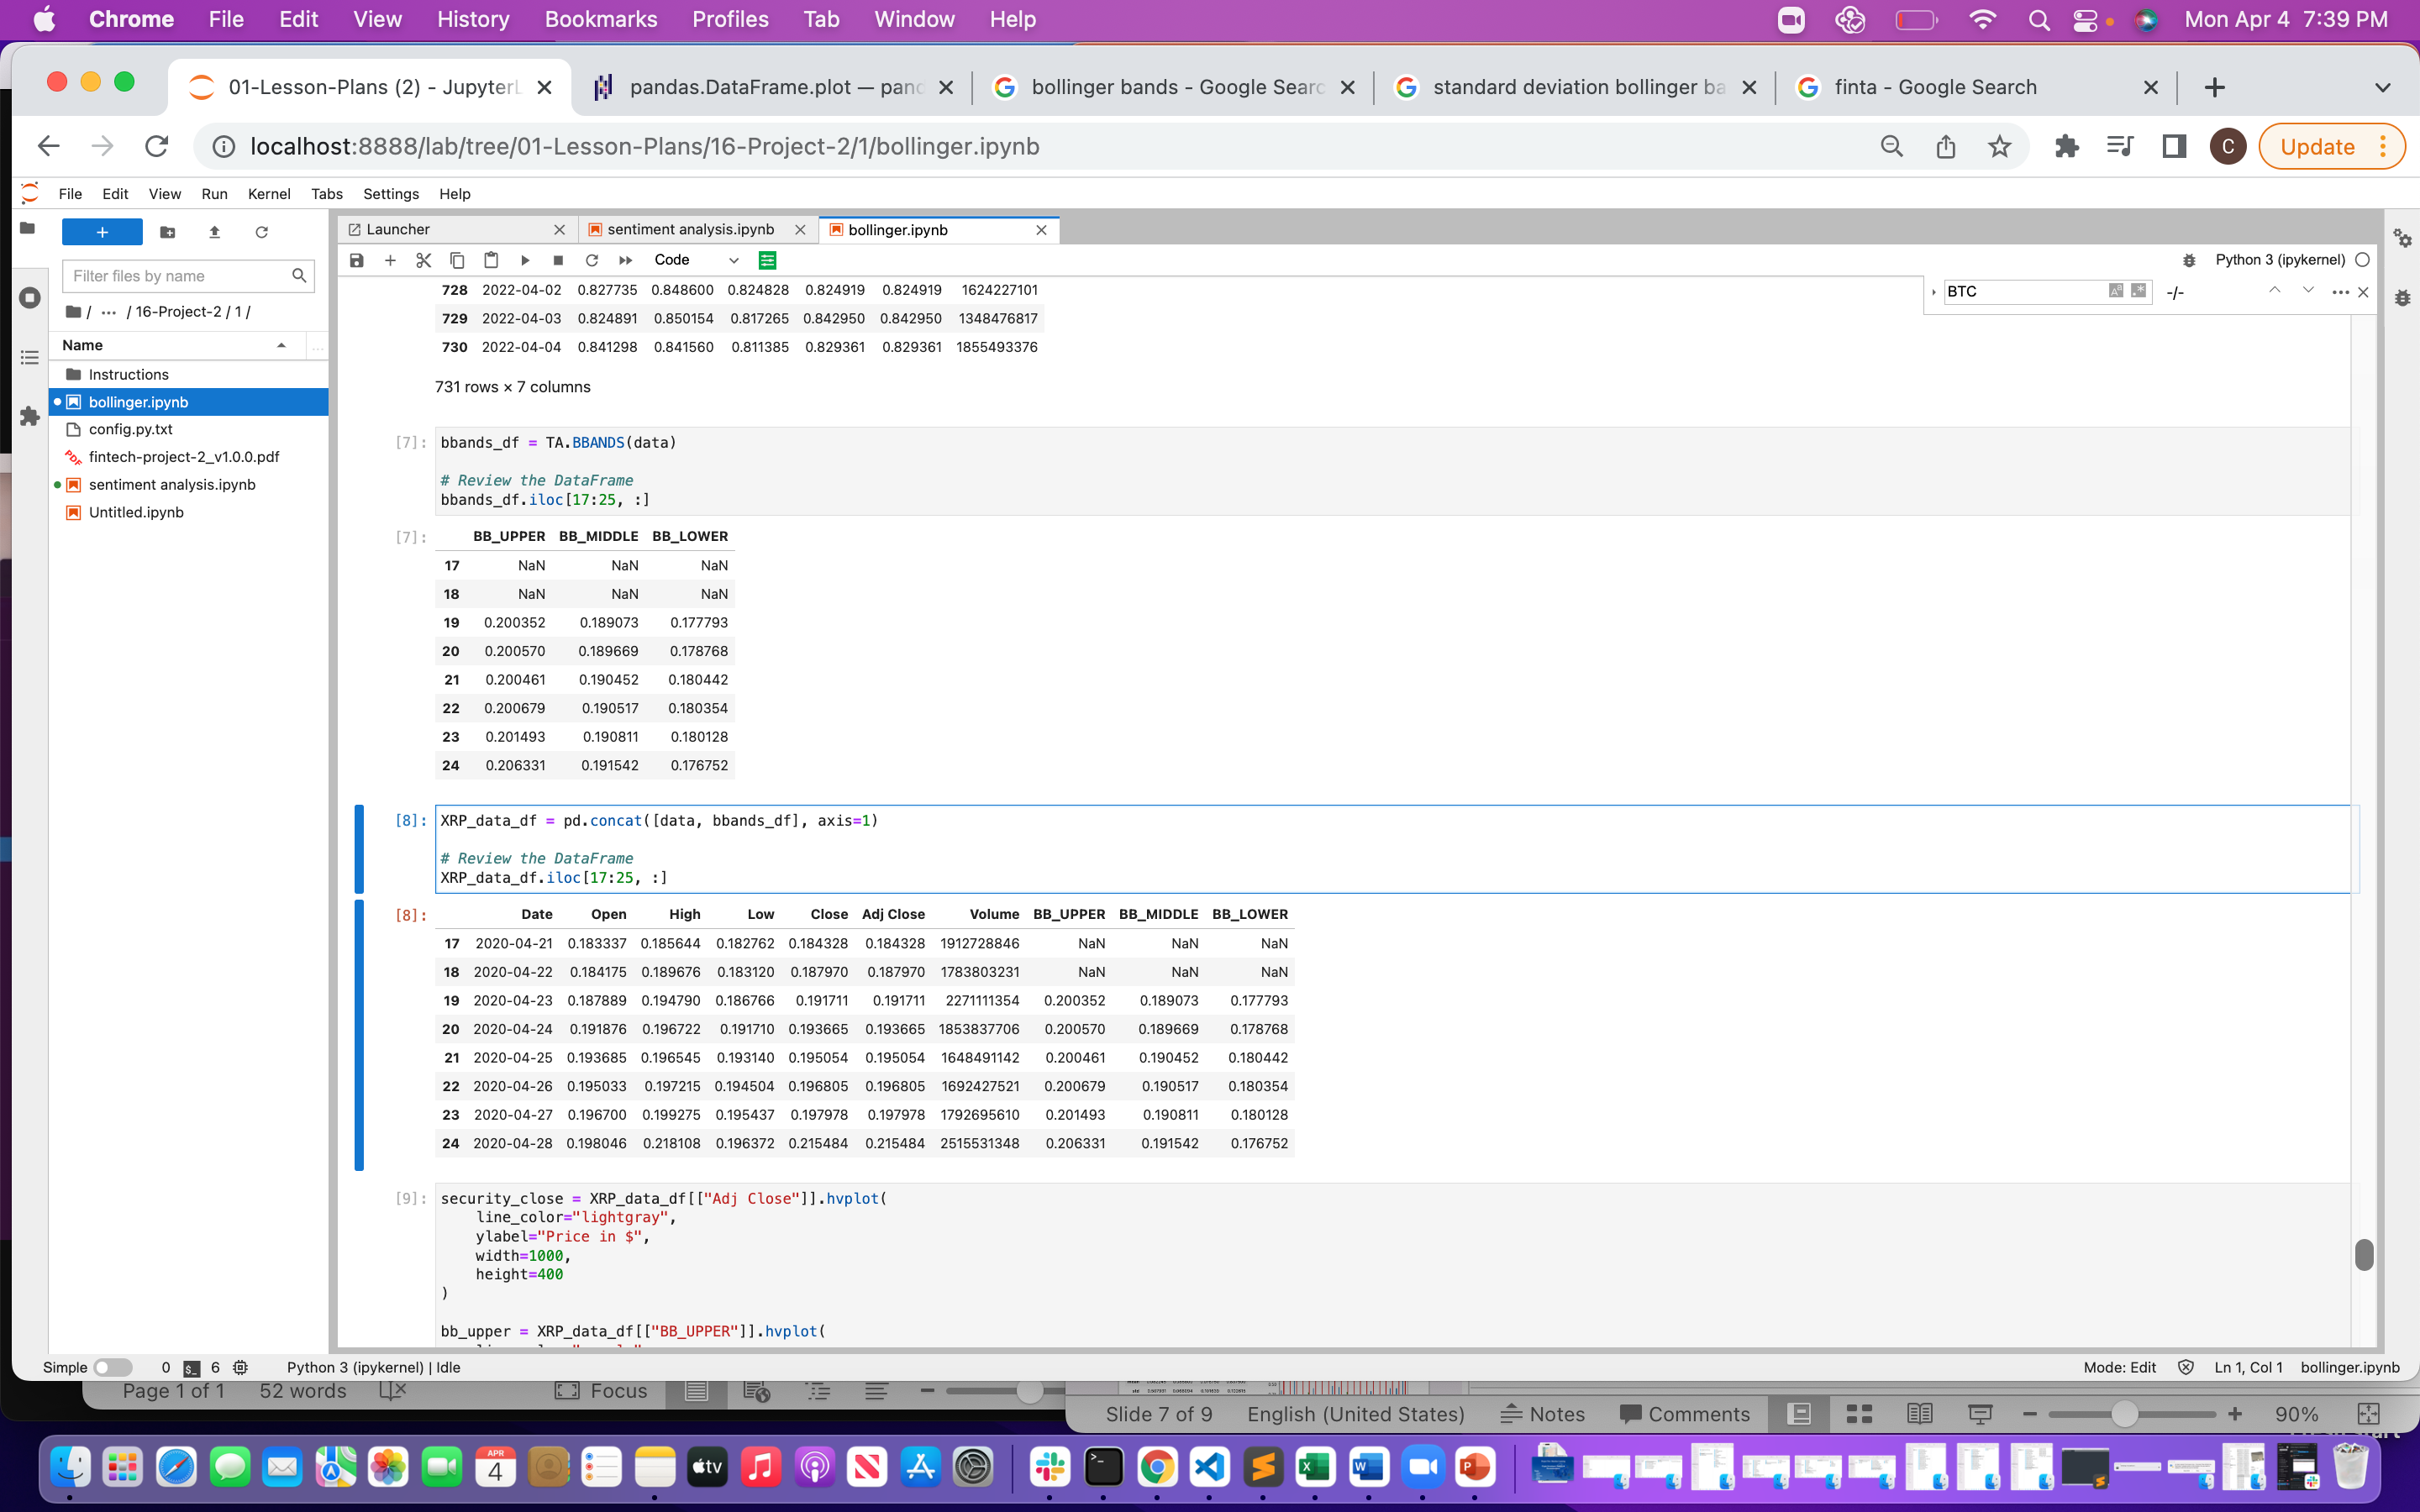 Chrome File Edit View History Bookmarks Profiles Tab Window Help Mon Apr 4 7:39 PM
01-Lesson-Plans (2) - JupyterL pandas.DataFrame.plot — panc bollinger bands - Google Searc standard deviation bollinger ba finta - Google Search
localhost:8888/lab/tree/01-Lesson-Plans/16-Project-2/1/bollinger.ipynb C Update
File Edit View Run Kernel Tabs Settings Help
Launcher sentiment analysis.ipynb bollinger.ipynb
Code Python 3 (ipykernel)
Filter files by name
/ ... / 16-Project-2 / 1 /
Name
Instructions
bollinger.ipynb
config.py.txt
fintech-project-2_v1.0.0.pdf
sentiment analysis.ipynb
Untitled.ipynb
BTC -/-
728 2022-04-02 0.827735 0.848600 0.824828 0.824919 0.824919 1624227101
729 2022-04-03 0.824891 0.850154 0.817265 0.842950 0.842950 1348476817
730 2022-04-04 0.841298 0.841560 0.811385 0.829361 0.829361 1855493376
731 rows × 7 columns
[7]: bbands_df = TA.BBANDS(data)
# Review the DataFrame
bbands_df.iloc[17:25, :]
[7]: BB_UPPER BB_MIDDLE BB_LOWER
17 NaN NaN NaN
18 NaN NaN NaN
19 0.200352 0.189073 0.177793
20 0.200570 0.189669 0.178768
21 0.200461 0.190452 0.180442
22 0.200679 0.190517 0.180354
23 0.201493 0.190811 0.180128
24 0.206331 0.191542 0.176752
[8]: XRP_data_df = pd.concat([data, bbands_df], axis=1)
# Review the DataFrame
XRP_data_df.iloc[17:25, :]
[8]: Date Open High Low Close Adj Close Volume BB_UPPER BB_MIDDLE BB_LOWER
17 2020-04-21 0.183337 0.185644 0.182762 0.184328 0.184328 1912728846 NaN NaN NaN
18 2020-04-22 0.184175 0.189676 0.183120 0.187970 0.187970 1783803231 NaN NaN NaN
19 2020-04-23 0.187889 0.194790 0.186766 0.191711 0.191711 2271111354 0.200352 0.189073 0.177793
20 2020-04-24 0.191876 0.196722 0.191710 0.193665 0.193665 1853837706 0.200570 0.189669 0.178768
21 2020-04-25 0.193685 0.196545 0.193140 0.195054 0.195054 1648491142 0.200461 0.190452 0.180442
22 2020-04-26 0.195033 0.197215 0.194504 0.196805 0.196805 1692427521 0.200679 0.190517 0.180354
23 2020-04-27 0.196700 0.199275 0.195437 0.197978 0.197978 1792695610 0.201493 0.190811 0.180128
24 2020-04-28 0.198046 0.218108 0.196372 0.215484 0.215484 2515531348 0.206331 0.191542 0.176752
[9]: security_close = XRP_data_df[["Adj Close"]].hvplot(
line_color="lightgray",
ylabel="Price in $",
width=1000,
height=400
)
bb_upper = XRP_data_df[["BB_UPPER"]].hvplot(
Simple 0 6 Python 3 (ipykernel) | Idle Mode: Edit Ln 1, Col 1 bollinger.ipynb
Page 1 of 1 52 words Focus
Slide 7 of 9 English (United States) Notes Comments 90%
APR
4
tv